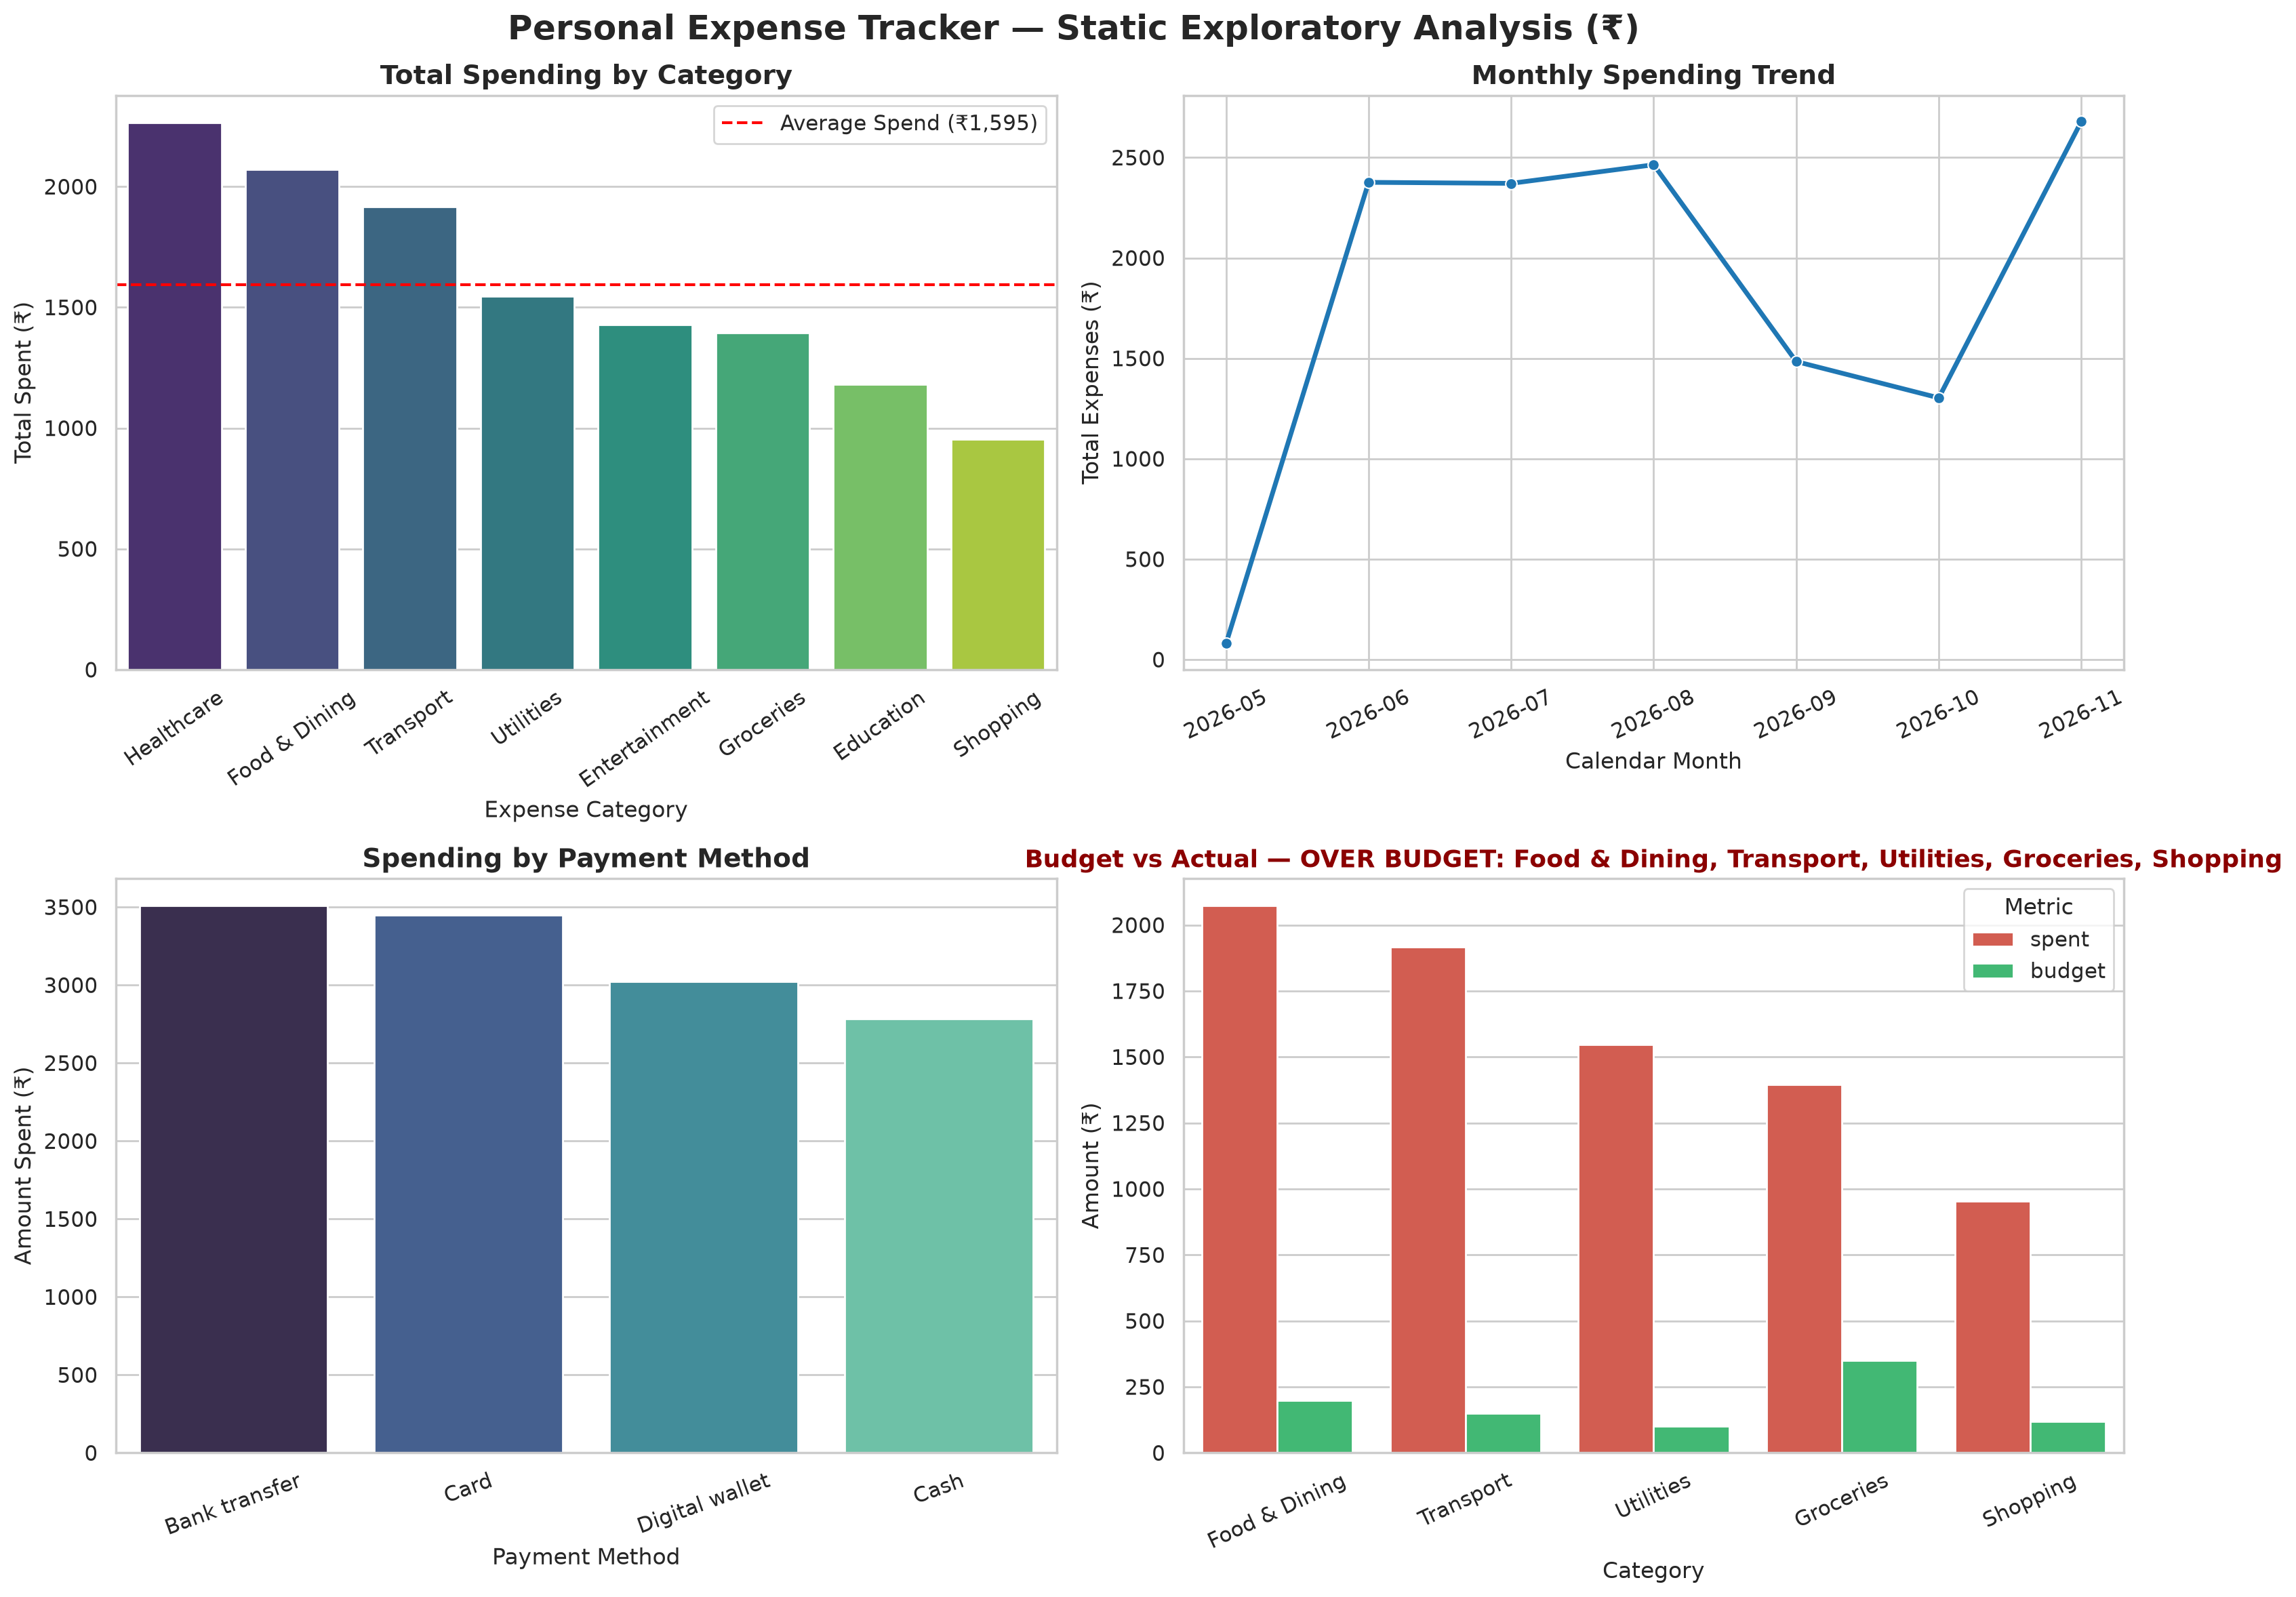 Personal Expense Tracker — Static Exploratory Analysis (₹)
Total Spending by Category
Average Spend (₹1,595)
Total Spent (₹)
2000
1500
1000
500
0
Healthcare
Food & Dining
Transport
Utilities
Entertainment
Groceries
Education
Shopping
Expense Category
Monthly Spending Trend
Total Expenses (₹)
2500
2000
1500
1000
500
0
2026-05
2026-06
2026-07
2026-08
2026-09
2026-10
2026-11
Calendar Month
Spending by Payment Method
Amount Spent (₹)
3500
3000
2500
2000
1500
1000
500
0
Bank transfer
Card
Digital wallet
Cash
Payment Method
Budget vs Actual — OVER BUDGET: Food & Dining, Transport, Utilities, Groceries, Shopping
Metric
spent
budget
Amount (₹)
2000
1750
1500
1250
1000
750
500
250
0
Food & Dining
Transport
Utilities
Groceries
Shopping
Category